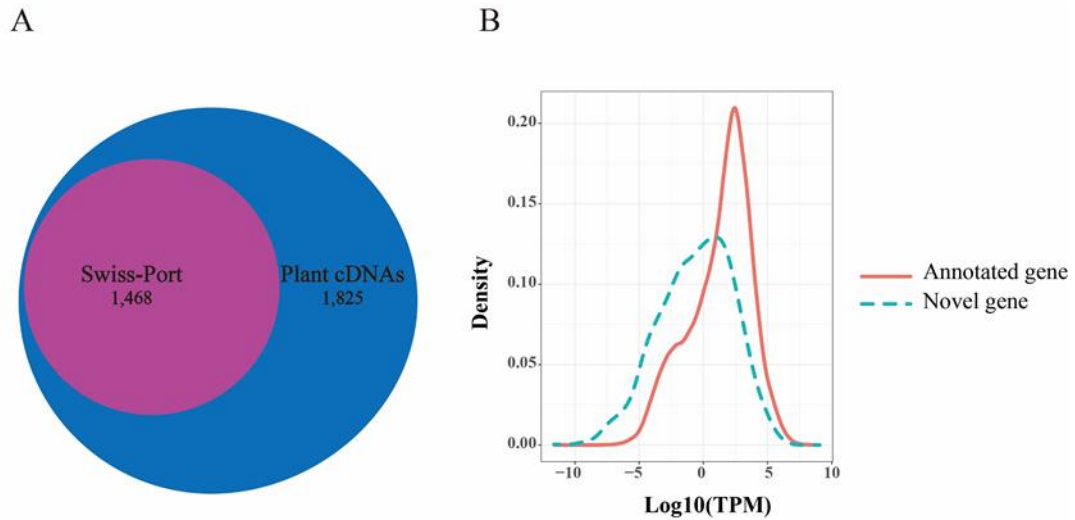 A
B
Swiss-Port
1,468
Plant cDNAs
1,825
0.20
0.15
0.10
0.05
0.00
Density
−10
−5
0
5
10
Log10(TPM)
Annotated gene
Novel gene